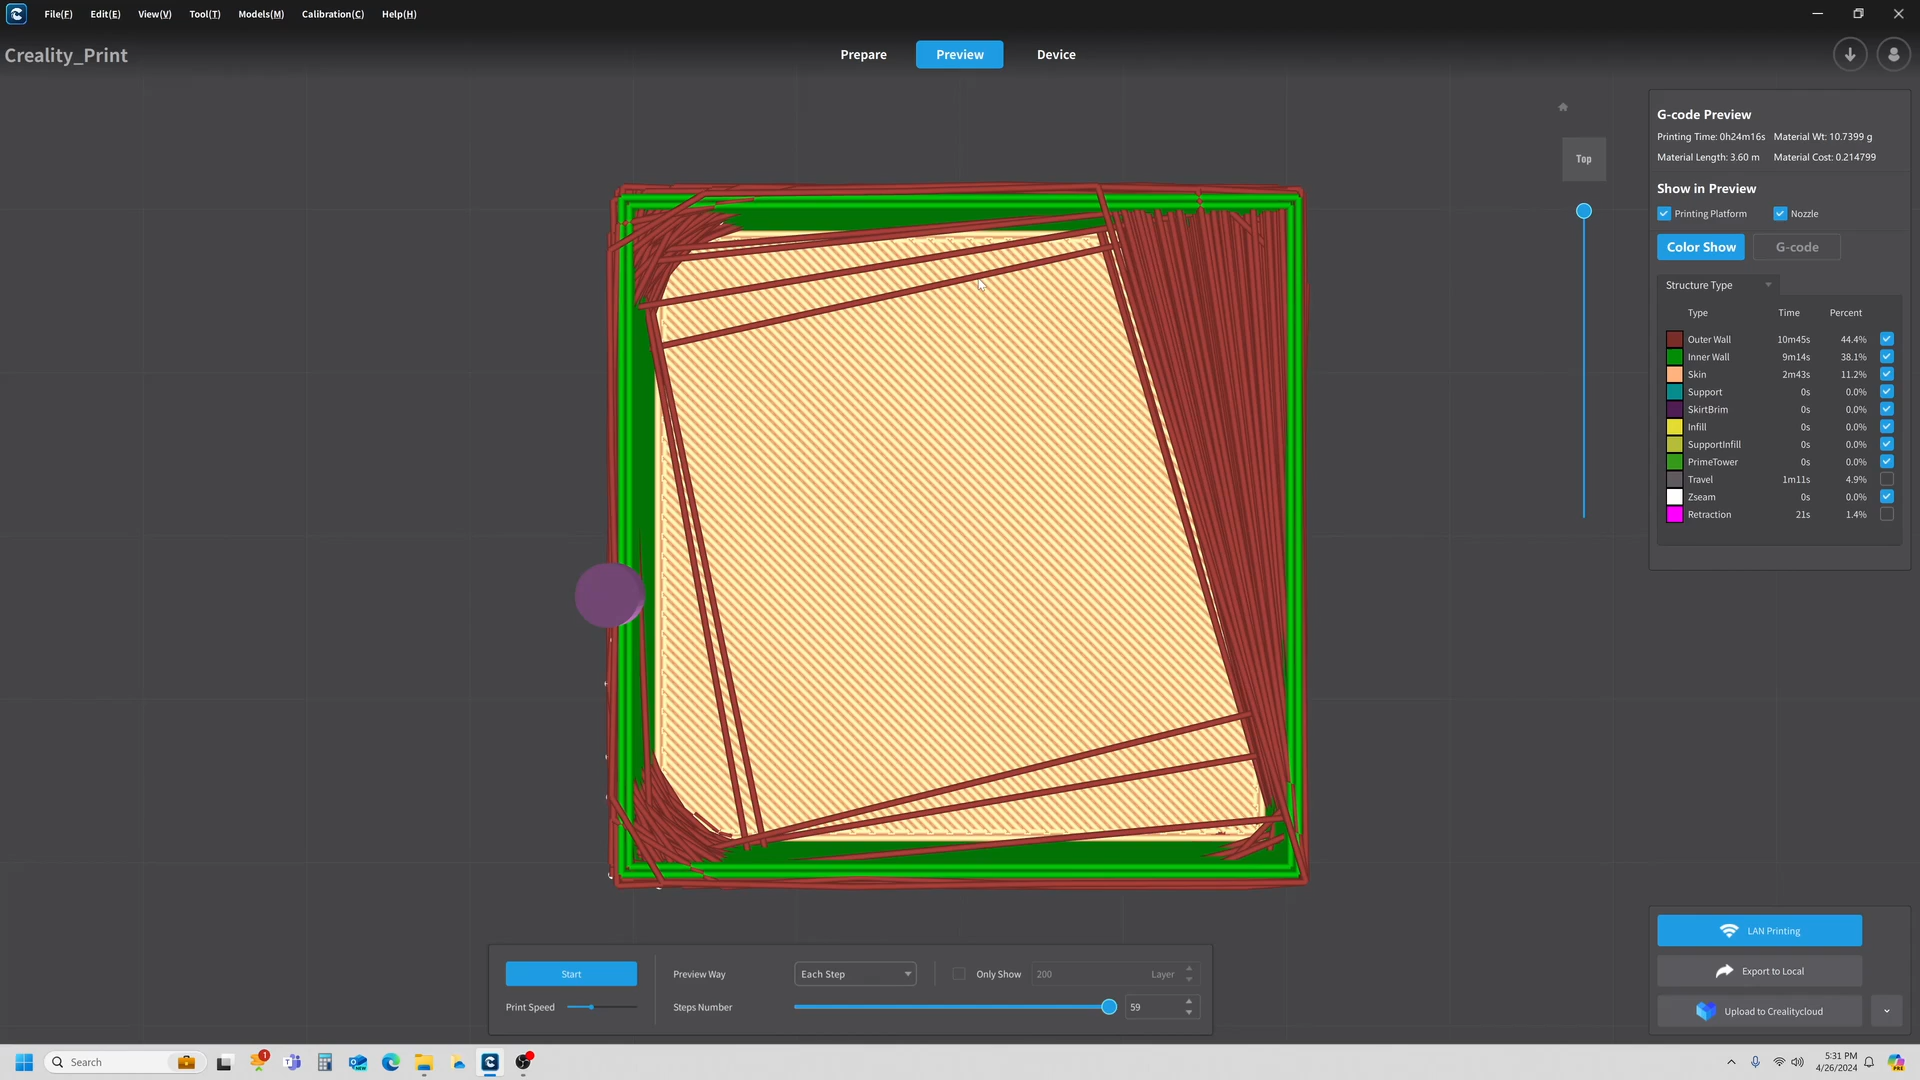 File(F) Edit(E) View(V) Tool(T) Models(M) Calibration(C) Help(H)
Creality_Print
Prepare Preview Device
G-code Preview
Printing Time: 0h24m16s Material Wt: 10.7399 g
Material Length: 3.60 m Material Cost: 0.214799
Top
Show in Preview
Printing Platform Nozzle
Color Show G-code
Structure Type
Type Time Percent
Outer Wall 10m45s 44.4%
Inner Wall 9m14s 38.1%
Skin 2m43s 11.2%
Support 0s 0.0%
SkirtBrim 0s 0.0%
Infill 0s 0.0%
SupportInfill 0s 0.0%
PrimeTower 0s 0.0%
Travel 1m11s 4.9%
Zseam 0s 0.0%
Retraction 21s 1.4%
LAN Printing
Export to Local
Upload to Crealitycloud
Start Preview Way Each Step Only Show 200 Layer
Print Speed Steps Number 59
Search
1
5:31 PM
4/26/2024